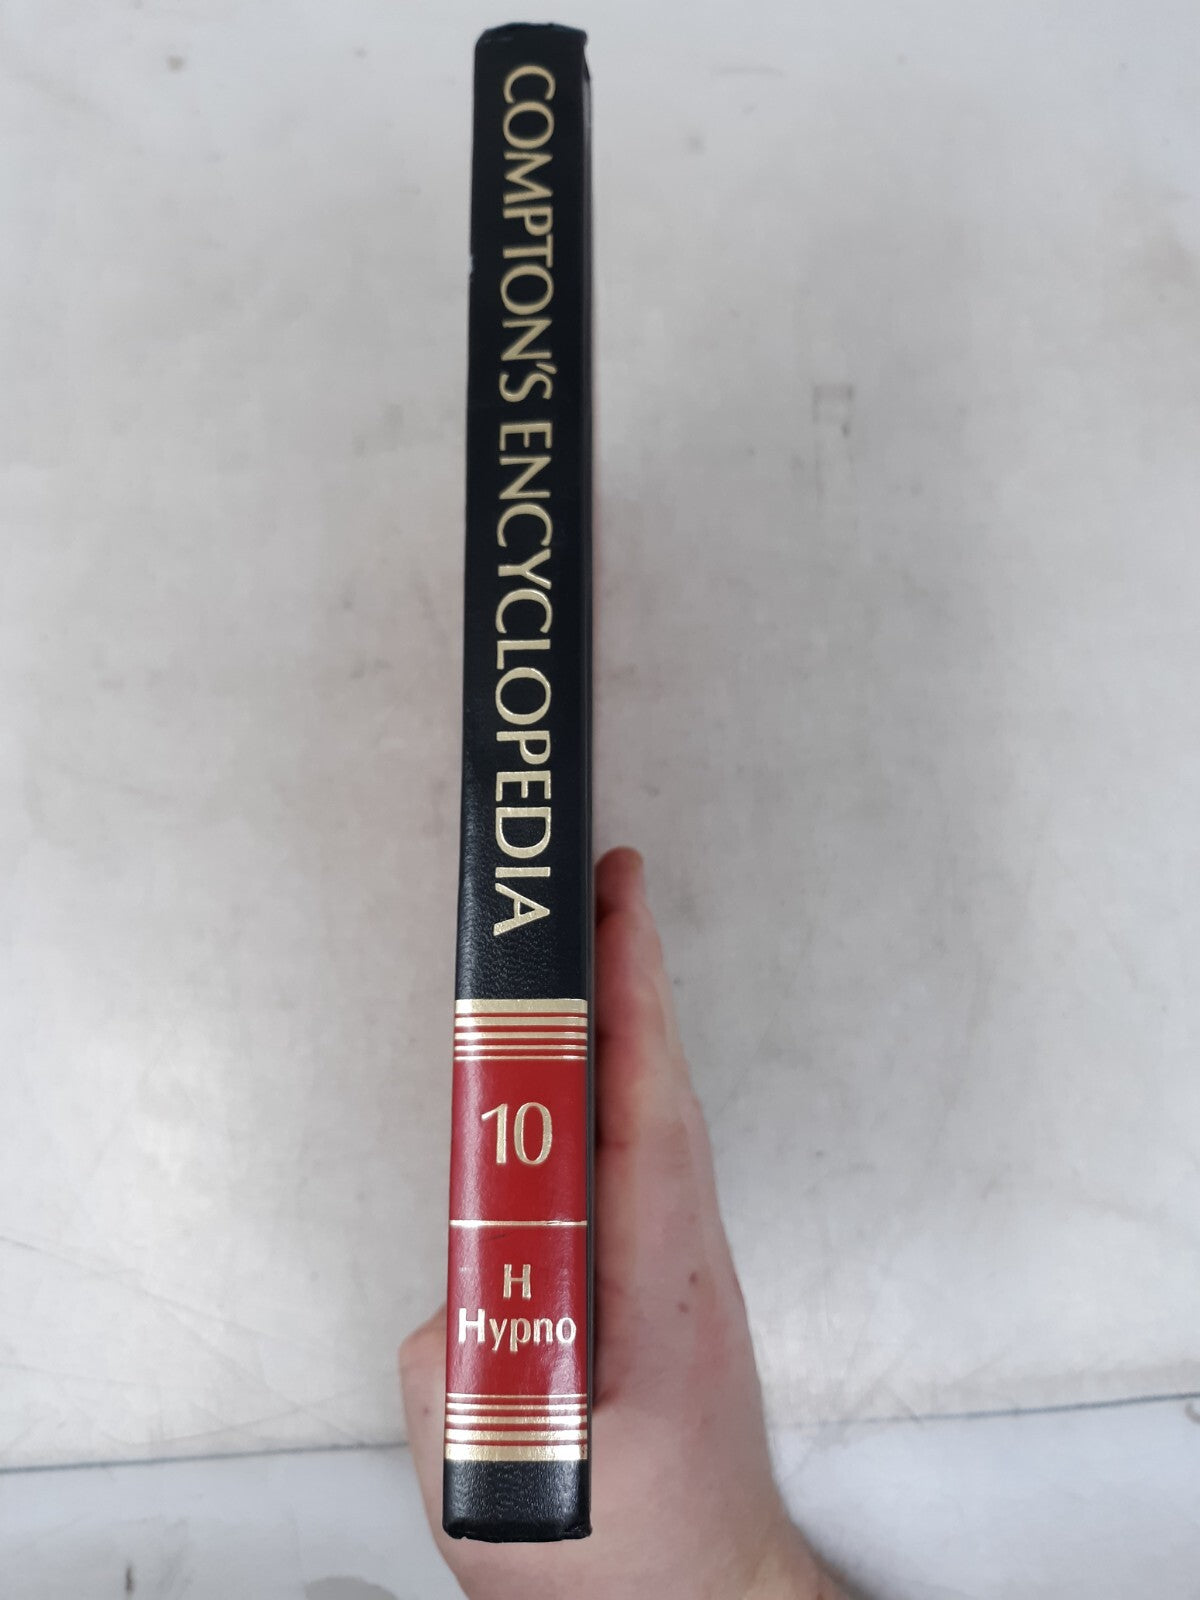 COMPTON'S ENCYCLOPEDIA
10
H
Hypno